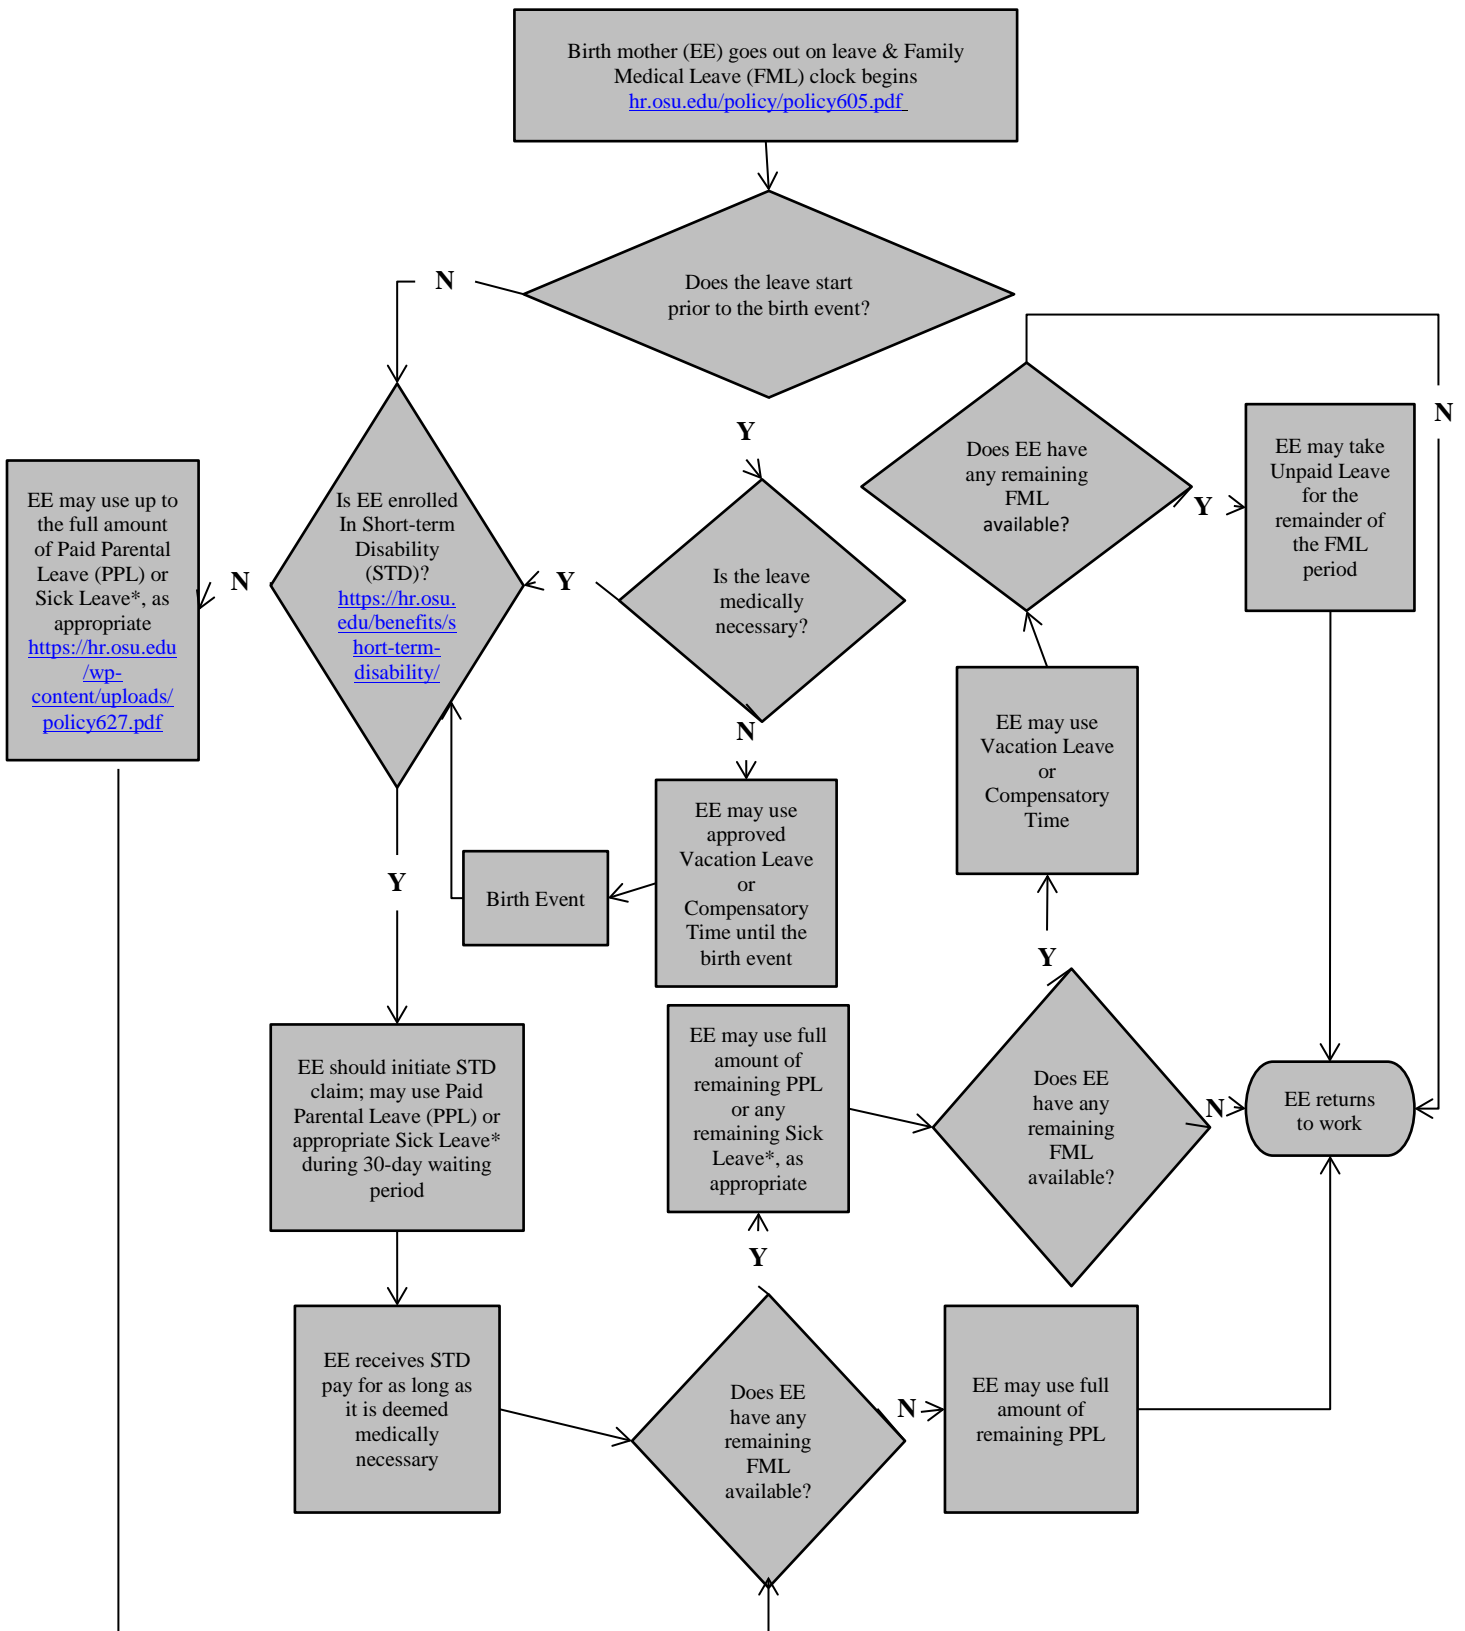 Birth mother (EE) goes out on leave & Family
Medical Leave (FML) clock begins
hr.osu.edu/policy/policy605.pdf
Does the leave start
prior to the birth event?
N
Y
Is EE enrolled
In Short-term
Disability
(STD)?
https://hr.osu.
edu/benefits/s
hort-term-
disability/
N
EE may use up to
the full amount
of Paid Parental
Leave (PPL) or
Sick Leave*, as
appropriate
https://hr.osu.edu
/wp-
content/uploads/
policy627.pdf
Is the leave
medically
necessary?
Y
N
EE may use
approved
Vacation Leave
or
Compensatory
Time until the
birth event
Birth Event
Y
EE should initiate STD
claim; may use Paid
Parental Leave (PPL) or
appropriate Sick Leave*
during 30-day waiting
period
EE receives STD
pay for as long as
it is deemed
medically
necessary
Does EE
have any
remaining
FML
available?
N
EE may use full
amount of
remaining PPL
Y
EE may use full
amount of
remaining PPL
or any
remaining Sick
Leave*, as
appropriate
Does EE
have any
remaining
FML
available?
N
Y
EE may use
Vacation Leave
or
Compensatory
Time
Does EE have
any remaining
FML
available?
Y
N
EE may take
Unpaid Leave
for the
remainder of
the FML
period
EE returns
to work